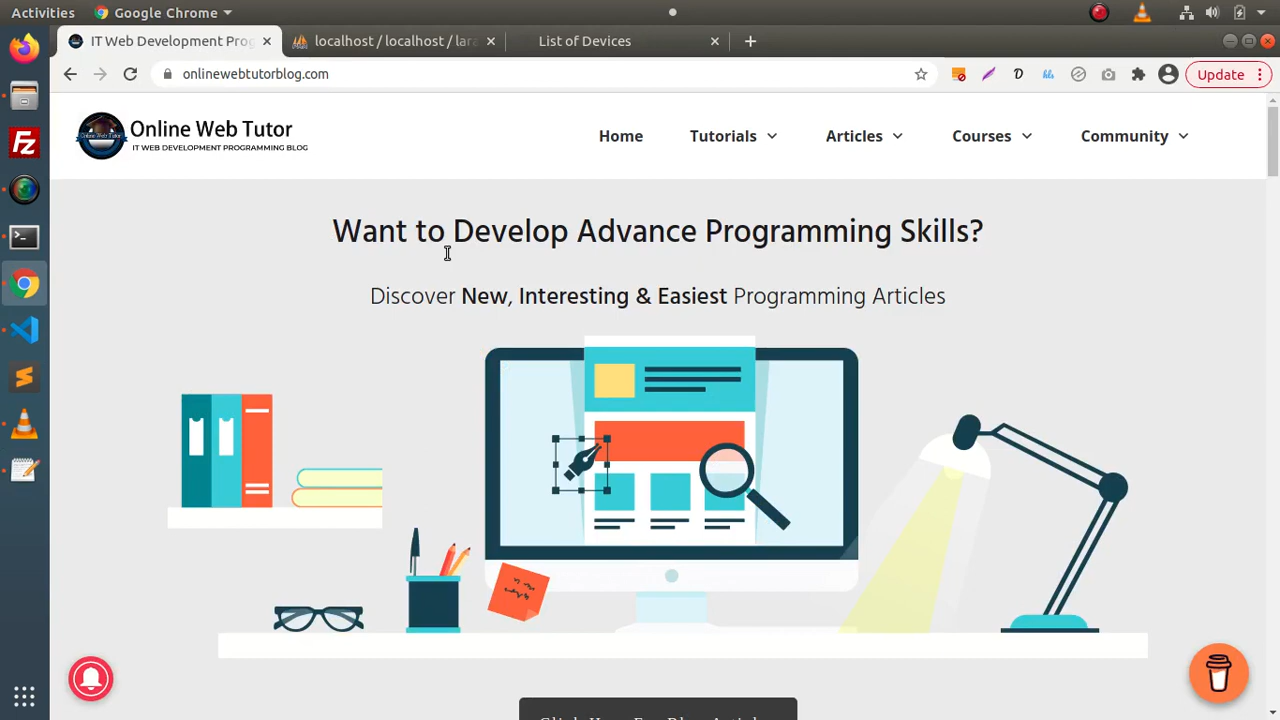 Activities
Google Chrome
IT Web Development Prog
localhost / localhost / lara
List of Devices
onlinewebtutorblog.com
Update
Online Web Tutor
IT WEB DEVELOPMENT PROGRAMMING BLOG
Home
Tutorials
Articles
Courses
Community
Want to Develop Advance Programming Skills?
Discover New, Interesting & Easiest Programming Articles